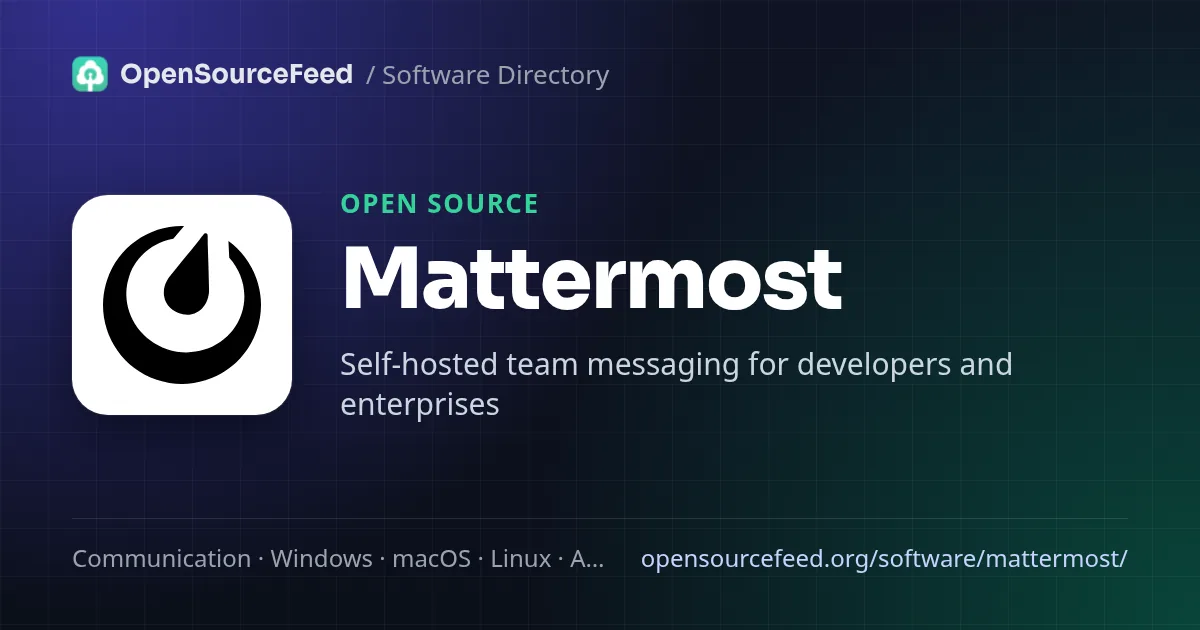 OpenSourceFeed / Software Directory
OPEN SOURCE
Mattermost
Self-hosted team messaging for developers and
enterprises
Communication · Windows · macOS · Linux · A... opensourcefeed.org/software/mattermost/